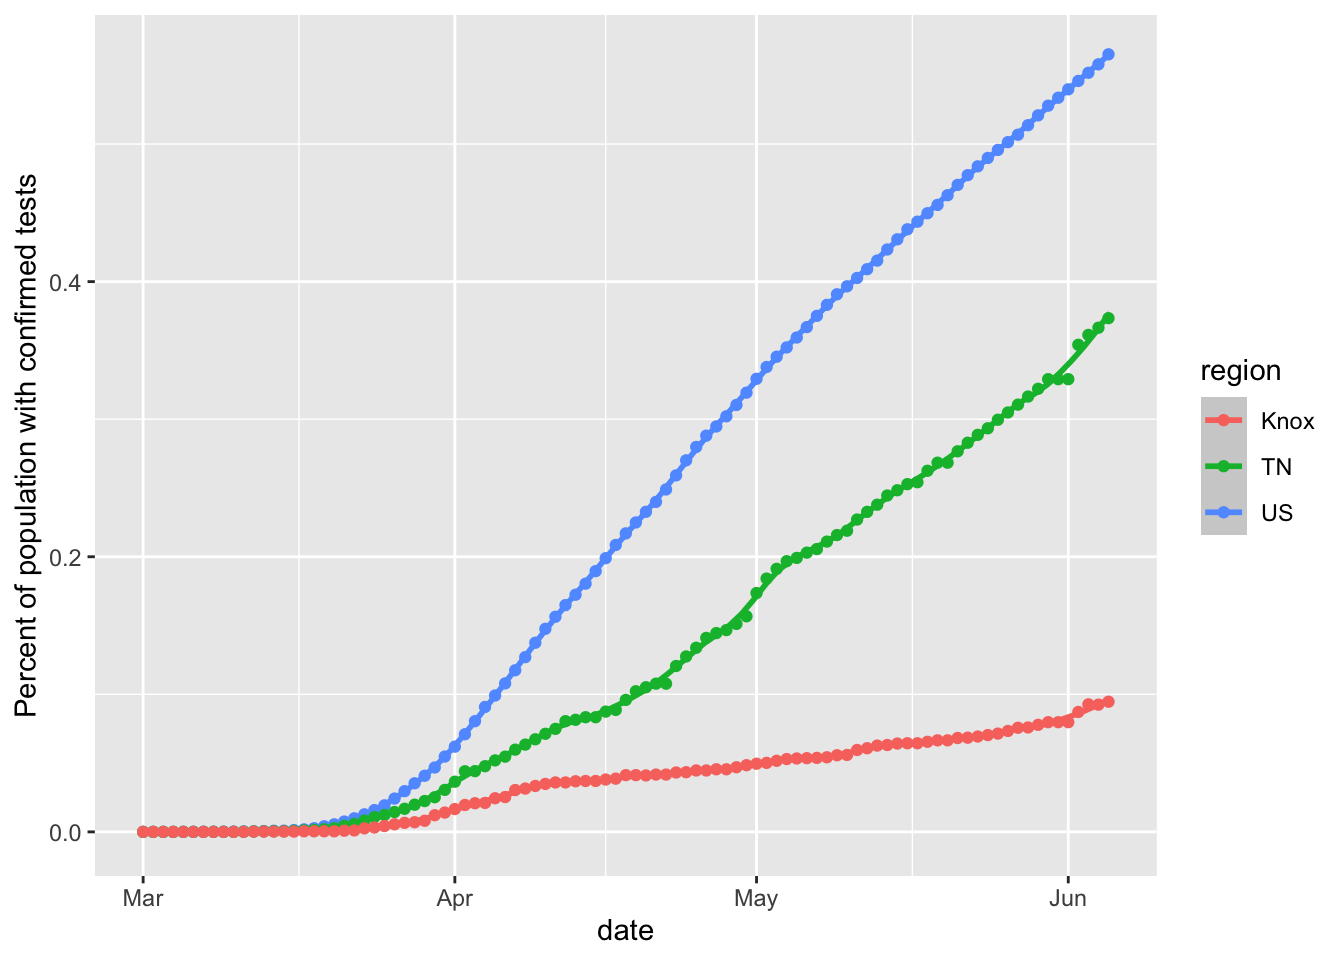 Percent of population with confirmed tests
0.4
0.2
0.0
Mar
Apr
May
Jun
date
region
Knox
TN
US